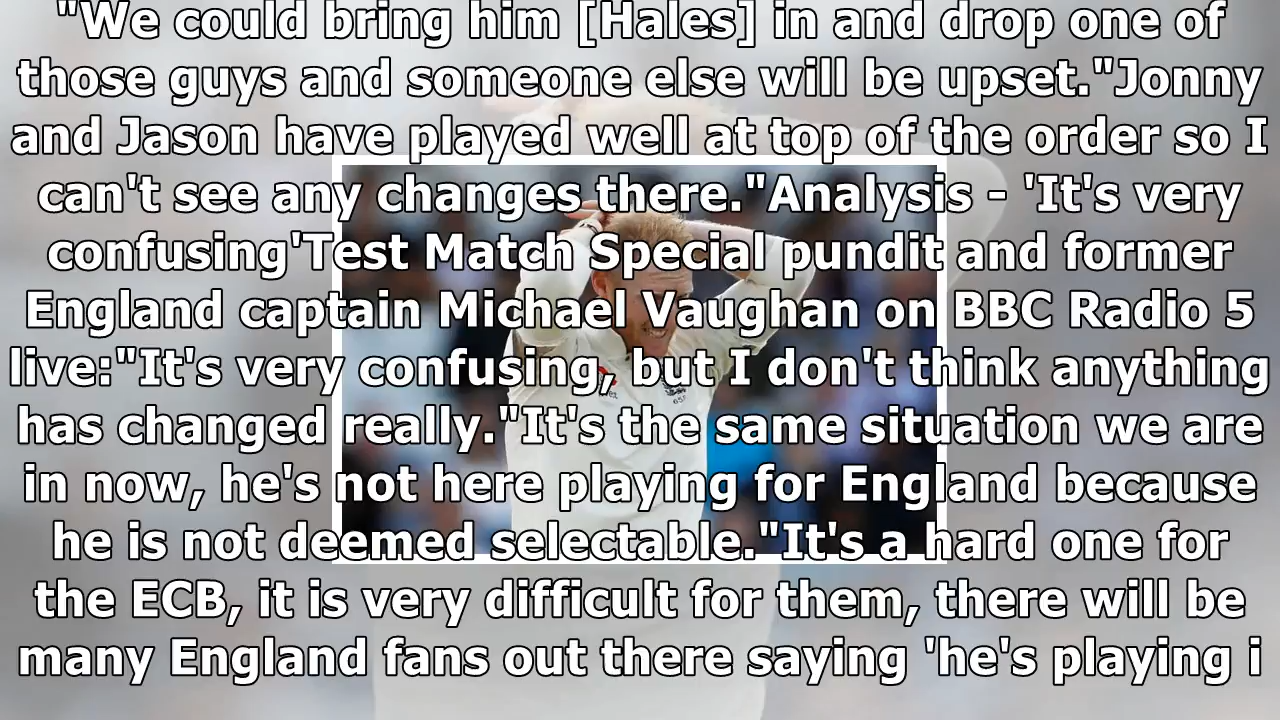 "We could bring him [Hales] in and drop one of
those guys and someone else will be upset."Jonny
and Jason have played well at top of the order so I
can't see any changes there."Analysis - 'It's very
confusing'Test Match Special pundit and former
England captain Michael Vaughan on BBC Radio 5
live:"It's very confusing, but I don't think anything
has changed really."It's the same situation we are
in now, he's not here playing for England because
he is not deemed selectable."It's a hard one for
the ECB, it is very difficult for them, there will be
many England fans out there saying 'he's playing i